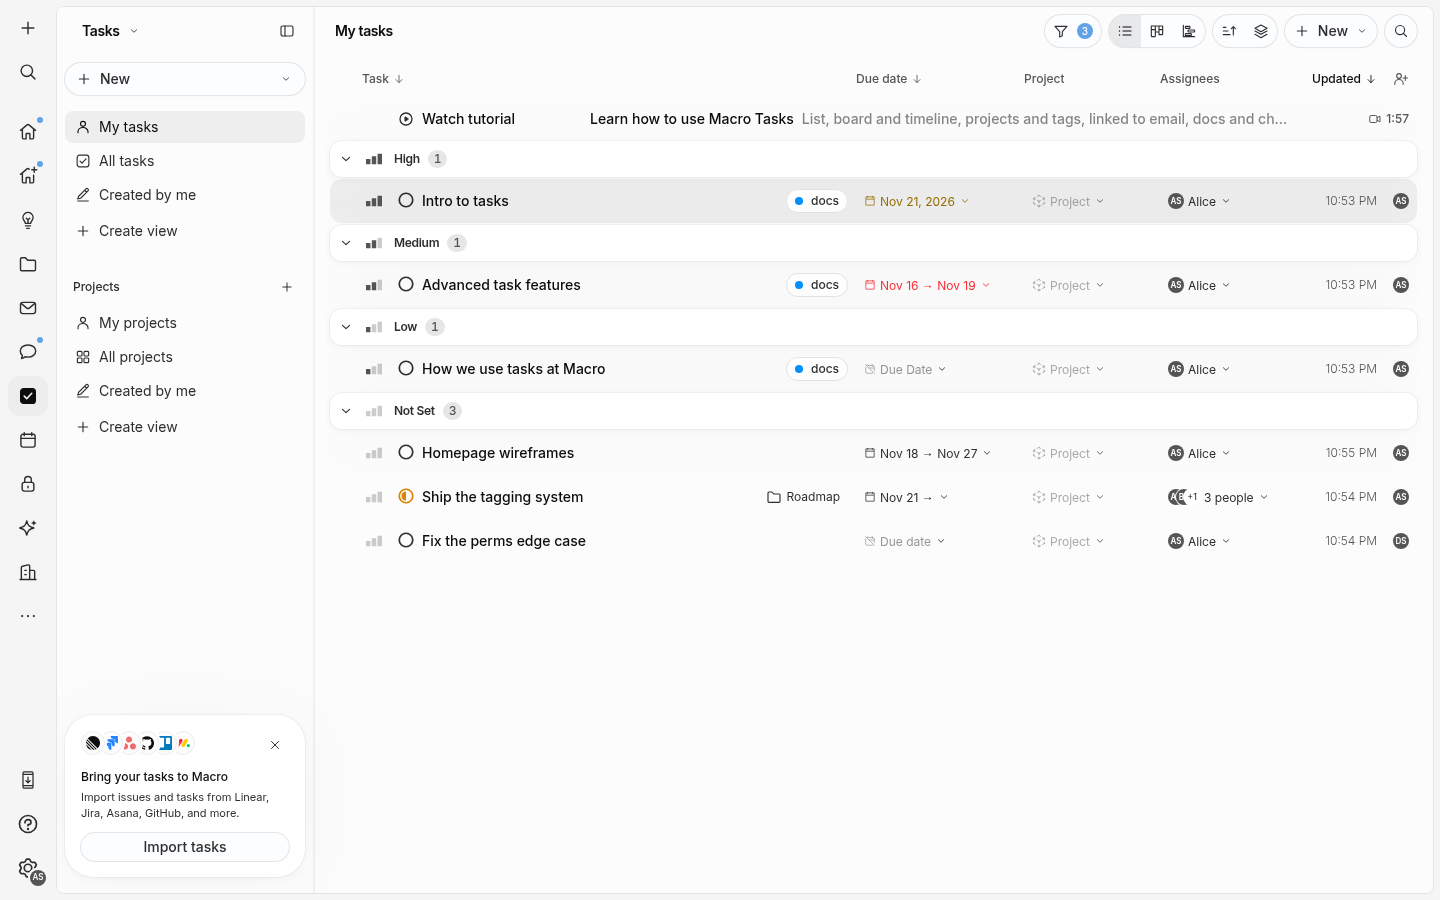 Tasks
New
My tasks
All tasks
Created by me
Create view
Projects
My projects
All projects
Created by me
Create view
Bring your tasks to Macro
Import issues and tasks from Linear,
Jira, Asana, GitHub, and more.
Import tasks
AS
My tasks
3
New
Task Due date Project Assignees Updated
Watch tutorial Learn how to use Macro Tasks List, board and timeline, projects and tags, linked to email, docs and ch... 1:57
High 1
Intro to tasks docs Nov 21, 2026 Project AS Alice 10:53 PM AS
Medium 1
Advanced task features docs Nov 16 → Nov 19 Project AS Alice 10:53 PM AS
Low 1
How we use tasks at Macro docs Due Date Project AS Alice 10:53 PM AS
Not Set 3
Homepage wireframes Nov 18 → Nov 27 Project AS Alice 10:55 PM AS
Ship the tagging system Roadmap Nov 21 → Project +1 3 people 10:54 PM AS
Fix the perms edge case Due date Project AS Alice 10:54 PM DS